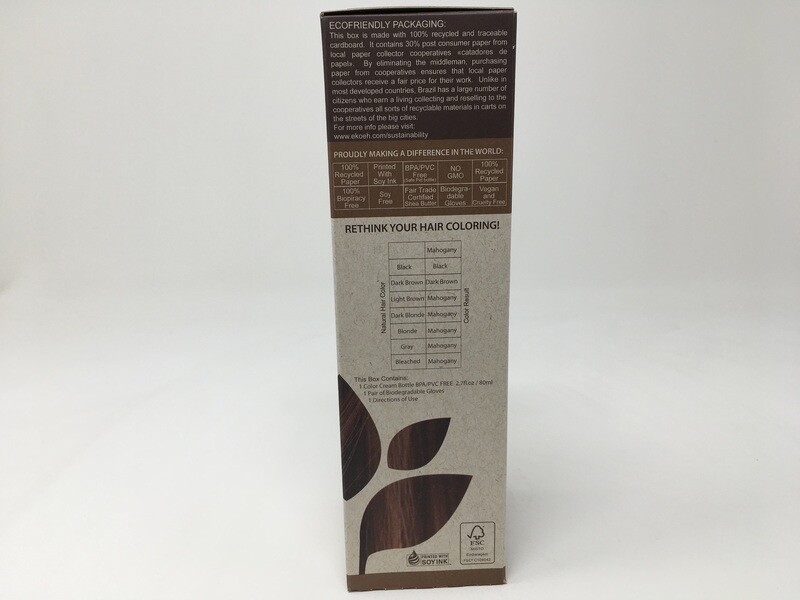 ECOFRIENDLY PACKAGING:
This box is made with 100% recycled and traceable
cardboard. It contains 30% post consumer paper from
local paper collector cooperatives «catadores de
papel». By eliminating the middleman, purchasing
paper from cooperatives ensures that local paper
collectors receive a fair price for their work. Unlike in
most developed countries, Brazil has a large number of
citizens who earn a living collecting and reselling to the
cooperatives all sorts of recyclable materials in carts on
the streets of the big cities.
For more info please visit
www.ekoeh.com/sustainability
PROUDLY MAKING A DIFFERENCE IN THE WORLD:
100% Recycled Paper
Printed With Soy Ink
BPA/PVC Free
NO GMO
100% Recycled Paper
100% Biopiracy Free
Soy Free
Fair Trade Certified Shea Butter
Biodegra-dable Gloves
Vegan and Cruelty Free
RETHINK YOUR HAIR COLORING!
Natural Hair Color
Mahogany
Black Black
Dark Brown Dark Brown
Light Brown Mahogany
Dark Blonde Mahogany
Blonde Mahogany
Gray Mahogany
Bleached Mahogany
Color Result
This Box Contains:
1 Color Cream Bottle BPA/PVC FREE. 2.7fl.oz / 80ml
1 Pair of Biodegradable Gloves
1 Directions of Use
PRINTED WITH
SOY INK
FSC